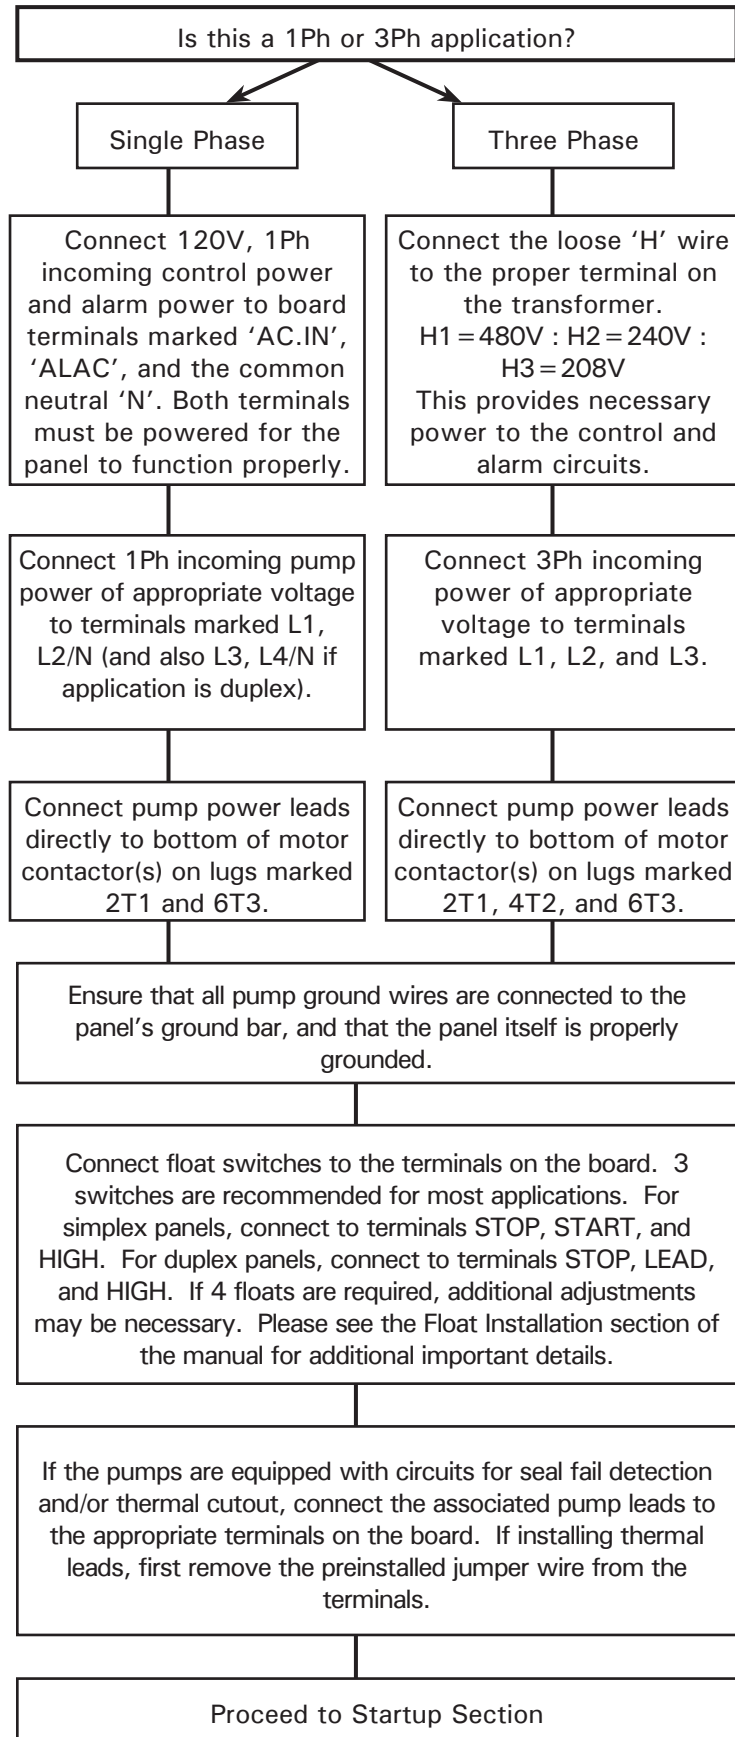 Is this a 1Ph or 3Ph application?
Single Phase
Three Phase
Connect 120V, 1Ph
incoming control power
and alarm power to board
terminals marked ‘AC.IN’,
‘ALAC’, and the common
neutral ‘N’. Both terminals
must be powered for the
panel to function properly.
Connect the loose ‘H’ wire
to the proper terminal on
the transformer.
H1=480V : H2=240V :
H3=208V
This provides necessary
power to the control and
alarm circuits.
Connect 1Ph incoming pump
power of appropriate voltage
to terminals marked L1,
L2/N (and also L3, L4/N if
application is duplex).
Connect 3Ph incoming
power of appropriate
voltage to terminals
marked L1, L2, and L3.
Connect pump power leads
directly to bottom of motor
contactor(s) on lugs marked
2T1 and 6T3.
Connect pump power leads
directly to bottom of motor
contactor(s) on lugs marked
2T1, 4T2, and 6T3.
Ensure that all pump ground wires are connected to the
panel’s ground bar, and that the panel itself is properly
grounded.
Connect float switches to the terminals on the board. 3
switches are recommended for most applications. For
simplex panels, connect to terminals STOP, START, and
HIGH. For duplex panels, connect to terminals STOP, LEAD,
and HIGH. If 4 floats are required, additional adjustments
may be necessary. Please see the Float Installation section of
the manual for additional important details.
If the pumps are equipped with circuits for seal fail detection
and/or thermal cutout, connect the associated pump leads to
the appropriate terminals on the board. If installing thermal
leads, first remove the preinstalled jumper wire from the
terminals.
Proceed to Startup Section